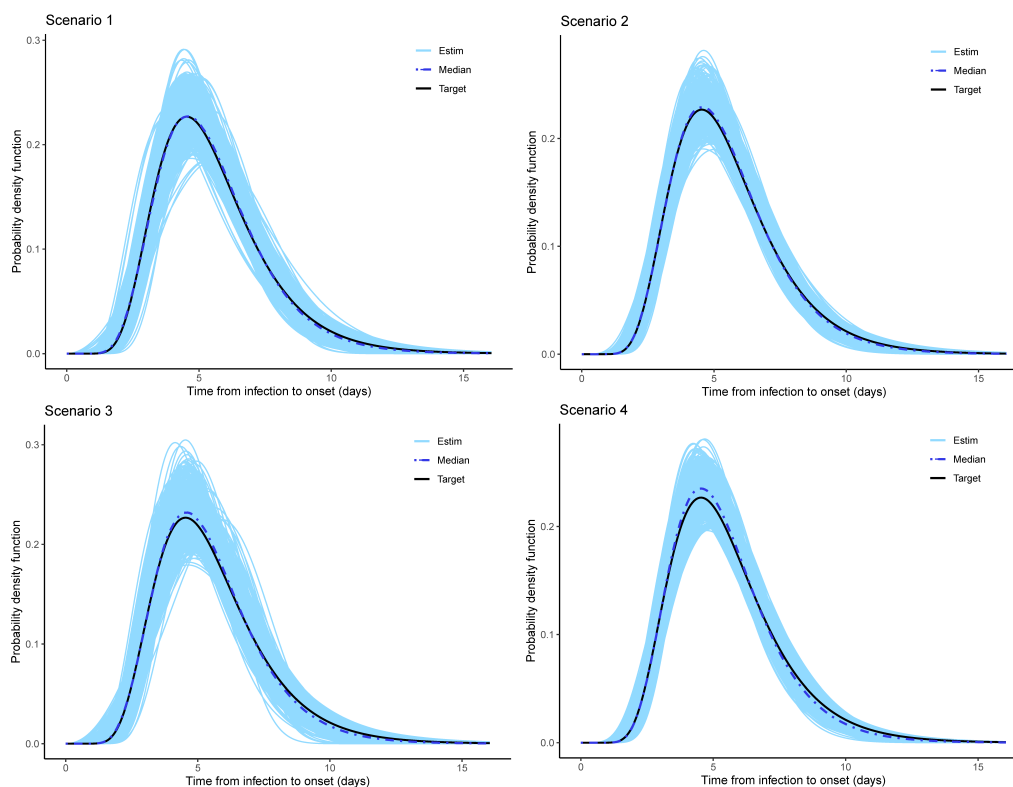 Scenario 1
Probability density function
0.3
0.2
0.1
0.0
Estim
Median
Target
0
5
10
15
Time from infection to onset (days)
Scenario 2
Probability density function
0.2
0.1
0.0
Estim
Median
Target
0
5
10
15
Time from infection to onset (days)
Scenario 3
Probability density function
0.3
0.2
0.1
0.0
Estim
Median
Target
0
5
10
15
Time from infection to onset (days)
Scenario 4
Probability density function
0.2
0.1
0.0
Estim
Median
Target
0
5
10
15
Time from infection to onset (days)